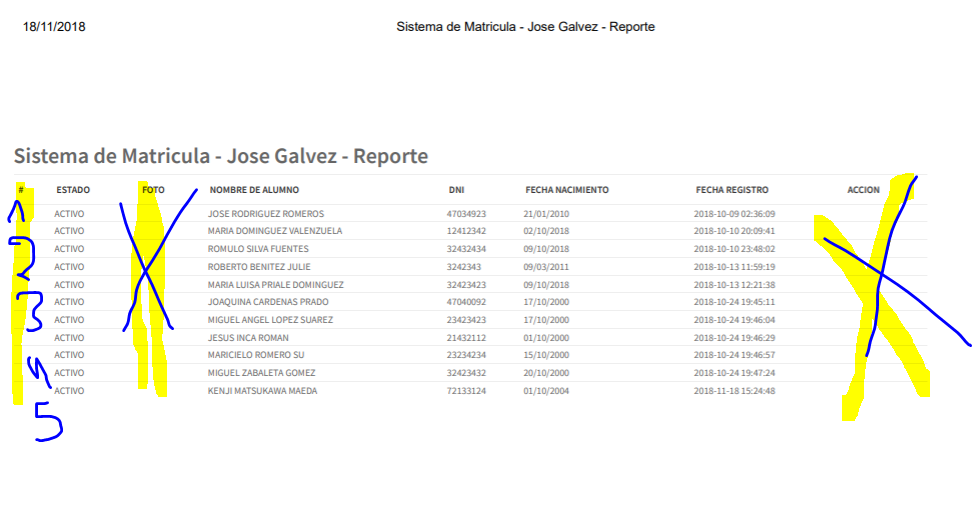 18/11/2018 Sistema de Matricula - Jose Galvez - Reporte
Sistema de Matricula - Jose Galvez - Reporte
# ESTADO FOTO NOMBRE DE ALUMNO DNI FECHA NACIMIENTO FECHA REGISTRO ACCION
1 ACTIVO JOSE RODRIGUEZ ROMEROS 47034923 21/01/2010 2018-10-09 02:36:09
ACTIVO MARIA DOMINGUEZ VALENZUELA 12412342 02/10/2018 2018-10-10 20:09:41
2 ACTIVO ROMULO SILVA FUENTES 32432434 09/10/2018 2018-10-10 23:48:02
ACTIVO ROBERTO BENITEZ JULIE 3242343 09/03/2011 2018-10-13 11:59:19
ACTIVO MARIA LUISA PRIALE DOMINGUEZ 32423423 09/10/2018 2018-10-13 12:21:38
3 ACTIVO JOAQUINA CARDENAS PRADO 47040092 17/10/2000 2018-10-24 19:45:11
ACTIVO MIGUEL ANGEL LOPEZ SUAREZ 23423423 17/10/2000 2018-10-24 19:46:04
ACTIVO JESUS INCA ROMAN 21432112 01/10/2000 2018-10-24 19:46:29
ACTIVO MARICIELO ROMERO SU 23234234 15/10/2000 2018-10-24 19:46:57
4 ACTIVO MIGUEL ZABALETA GOMEZ 32423432 20/10/2000 2018-10-24 19:47:24
ACTIVO KENJI MATSUKAWA MAEDA 72133124 01/10/2004 2018-11-18 15:24:48
5